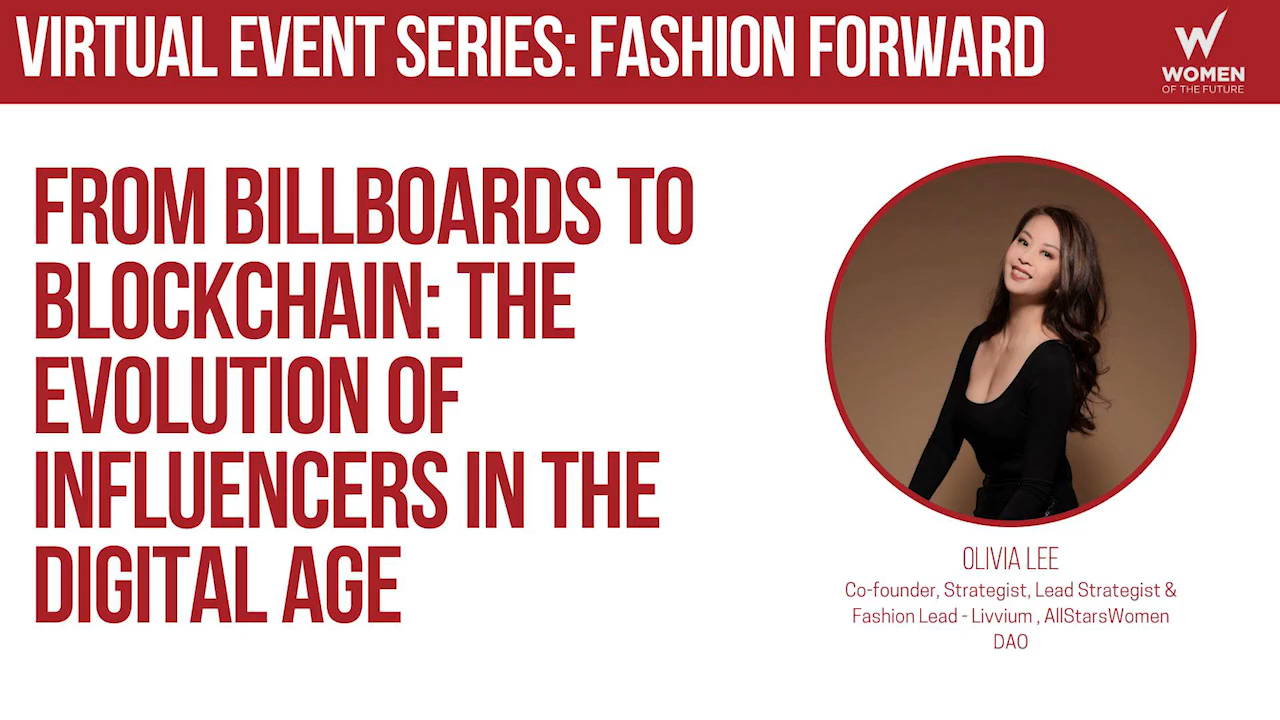 VIRTUAL EVENT SERIES: FASHION FORWARD
WOMEN
OF THE FUTURE
FROM BILLBOARDS TO
BLOCKCHAIN: THE
EVOLUTION OF
INFLUENCERS IN THE
DIGITAL AGE
OLIVIA LEE
Co-founder, Strategist, Lead Strategist &
Fashion Lead - Livvium , AllStarsWomen
DAO